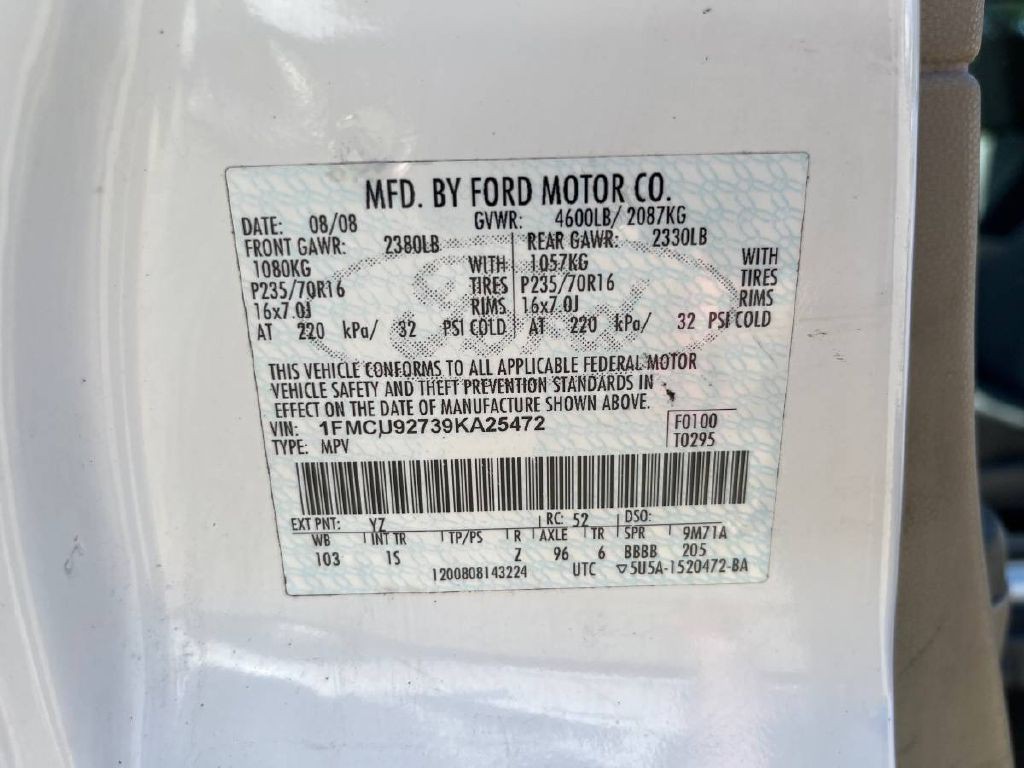 MFD. BY FORD MOTOR CO.
DATE: 08/08 GVWR: 4600LB/ 2087KG
FRONT GAWR: 2380LB REAR GAWR: 2330LB
1080KG WITH 1057KG WITH
P235/70R16 TIRES P235/70R16 TIRES
16x7.0J RIMS 16x7.0J RIMS
AT 220 kPa/ 32 PSI COLD AT 220 kPa/ 32 PSI COLD
THIS VEHICLE CONFORMS TO ALL APPLICABLE FEDERAL MOTOR
VEHICLE SAFETY AND THEFT PREVENTION STANDARDS IN
EFFECT ON THE DATE OF MANUFACTURE SHOWN ABOVE.
VIN: 1FMCU92739KA25472 F0100
TYPE: MPV T0295
EXT PNT: YZ RC: 52 DSO:
WB INT TR TP/PS R AXLE TR SPR 9M71A
103 IS Z 96 6 BBBB 205
1200808143224 UTC ▽5U5A-1520472-BA